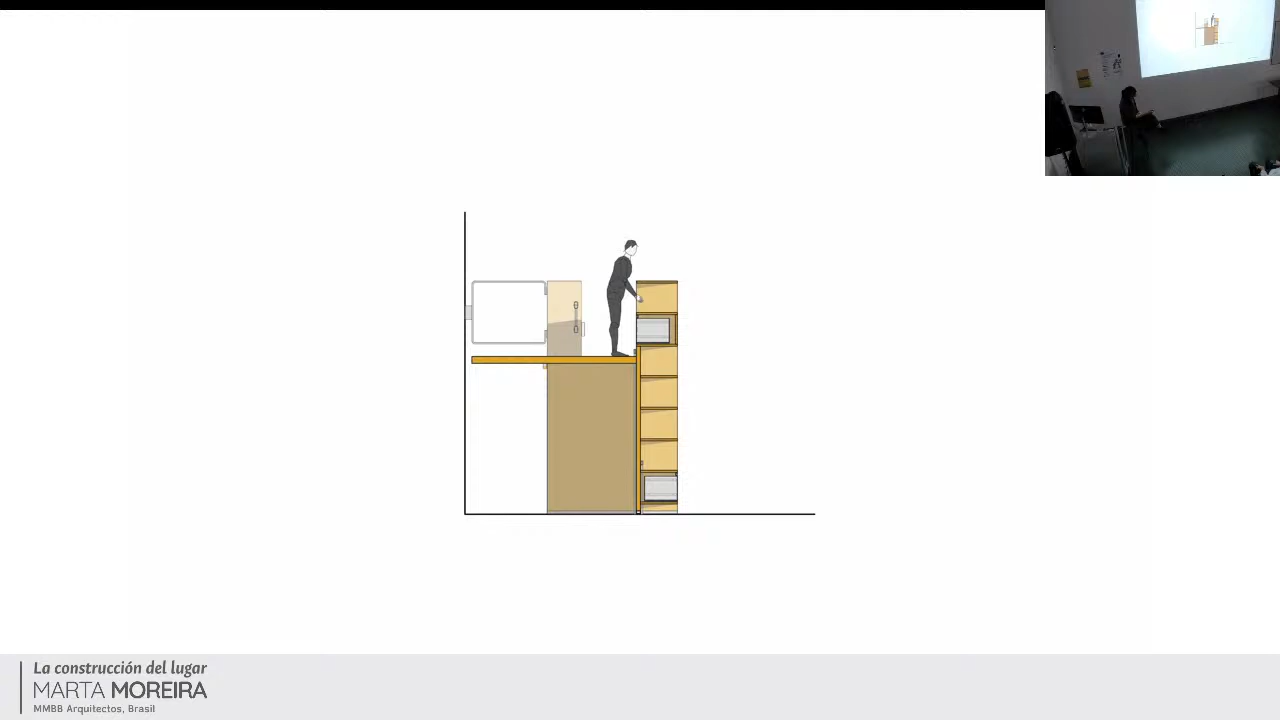 La construcción del lugar
MARTA MOREIRA
MMBB Arquitectos, Brasil